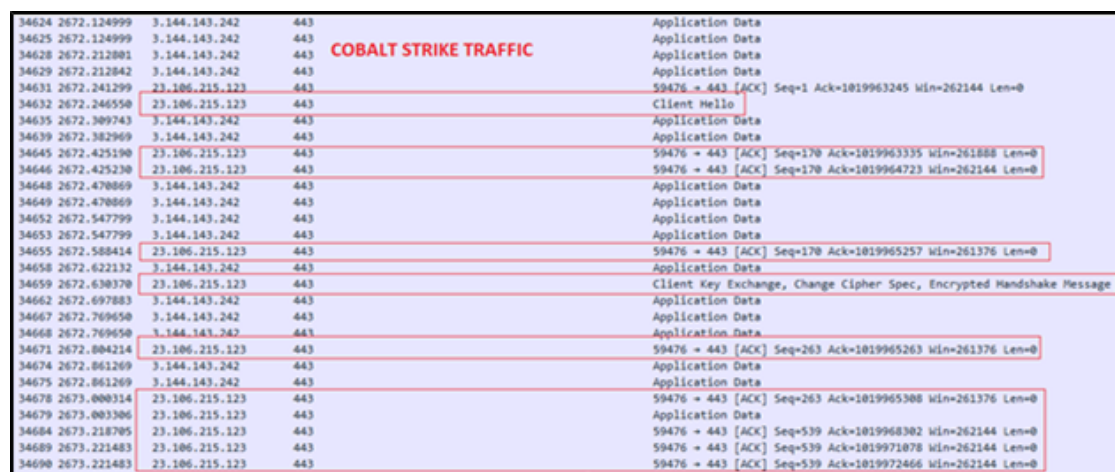 34624 2672.124999 3.144.143.242 443 Application Data
34625 2672.124999 3.144.143.242 443 Application Data
COBALT STRIKE TRAFFIC
34628 2672.212801 3.144.143.242 443 Application Data
34629 2672.212842 3.144.143.242 443 Application Data
34631 2672.241299 23.106.215.123 443 59476 → 443 [ACK] Seq=1 Ack=1019963245 Win=262144 Len=0
34632 2672.246550 23.106.215.123 443 Client Hello
34635 2672.309743 3.144.143.242 443 Application Data
34639 2672.382969 3.144.143.242 443 Application Data
34645 2672.425190 23.106.215.123 443 59476 → 443 [ACK] Seq=170 Ack=1019963335 Win=261888 Len=0
34646 2672.425230 23.106.215.123 443 59476 → 443 [ACK] Seq=170 Ack=1019964723 Win=262144 Len=0
34648 2672.470869 3.144.143.242 443 Application Data
34649 2672.470869 3.144.143.242 443 Application Data
34652 2672.547799 3.144.143.242 443 Application Data
34653 2672.547799 3.144.143.242 443 Application Data
34655 2672.588414 23.106.215.123 443 59476 → 443 [ACK] Seq=170 Ack=1019965257 Win=261376 Len=0
34658 2672.622132 3.144.143.242 443 Application Data
34659 2672.630370 23.106.215.123 443 Client Key Exchange, Change Cipher Spec, Encrypted Handshake Message
34662 2672.697883 3.144.143.242 443 Application Data
34667 2672.769650 3.144.143.242 443 Application Data
34668 2672.769650 3.144.143.242 443 Application Data
34671 2672.804214 23.106.215.123 443 59476 → 443 [ACK] Seq=263 Ack=1019965263 Win=261376 Len=0
34674 2672.861269 3.144.143.242 443 Application Data
34675 2672.861269 3.144.143.242 443 Application Data
34678 2673.000314 23.106.215.123 443 59476 → 443 [ACK] Seq=263 Ack=1019965308 Win=261376 Len=0
34679 2673.003306 23.106.215.123 443 Application Data
34684 2673.218705 23.106.215.123 443 59476 → 443 [ACK] Seq=539 Ack=1019968302 Win=262144 Len=0
34689 2673.221483 23.106.215.123 443 59476 → 443 [ACK] Seq=539 Ack=1019971078 Win=262144 Len=0
34690 2673.221483 23.106.215.123 443 59476 → 443 [ACK] Seq=539 Ack=1019972466 Win=262144 Len=0